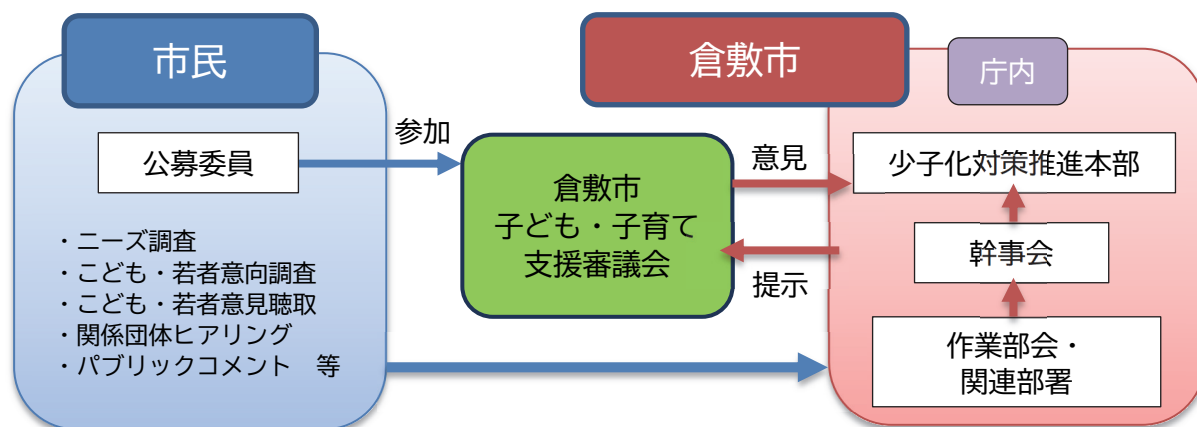 市民
公募委員
・ニーズ調査
・こども・若者意向調査
・こども・若者意見聴取
・関係団体ヒアリング
・パブリックコメント　等
参加
倉敷市
子ども・子育て
支援審議会
意見
提示
倉敷市
庁内
少子化対策推進本部
幹事会
作業部会・
関連部署